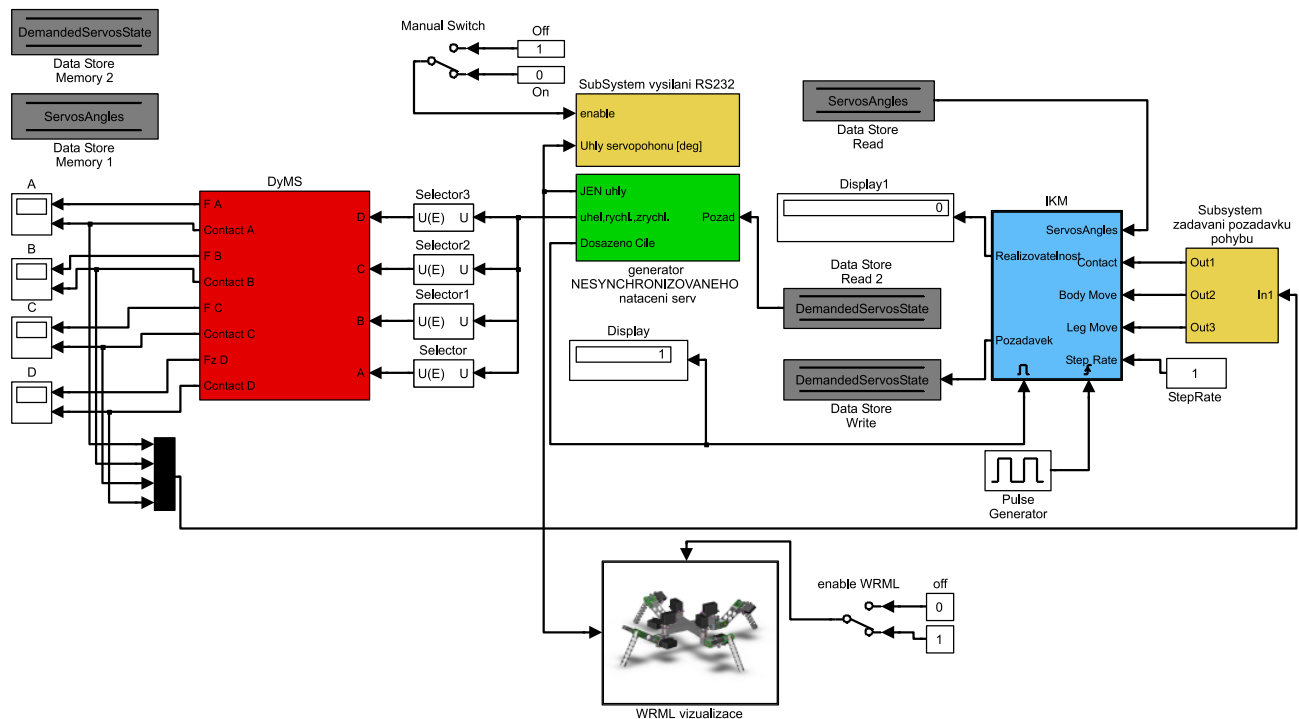 DemandedServosState
Data Store
Memory 2
ServosAngles
Data Store
Memory 1
Manual Switch
Off
1
0
On
SubSystem vysilani RS232
enable
Uhly servopohonu [deg]
ServosAngles
Data Store
Read
A
B
C
D
DyMS
F A
Contact A
F B
Contact B
F C
Contact C
Fz D
Contact D
D
C
B
A
Selector3
U(E) U
Selector2
U(E) U
Selector1
U(E) U
Selector
U(E) U
JEN uhly
uhel,rychl.,zrychl.
Dosazeno Cile
Pozad
generator
NESYNCHRONIZOVANEHO
nataceni serv
Display
1
Display1
0
Data Store
Read 2
DemandedServosState
DemandedServosState
Data Store
Write
IKM
ServosAngles
Realizovatelnost
Contact
Body Move
Leg Move
Pozadavek
Step Rate
Subsystem
zadavani pozadavku
pohybu
Out1
Out2
Out3
In1
1
StepRate
Pulse
Generator
enable WRML
off
0
1
WRML vizualizace